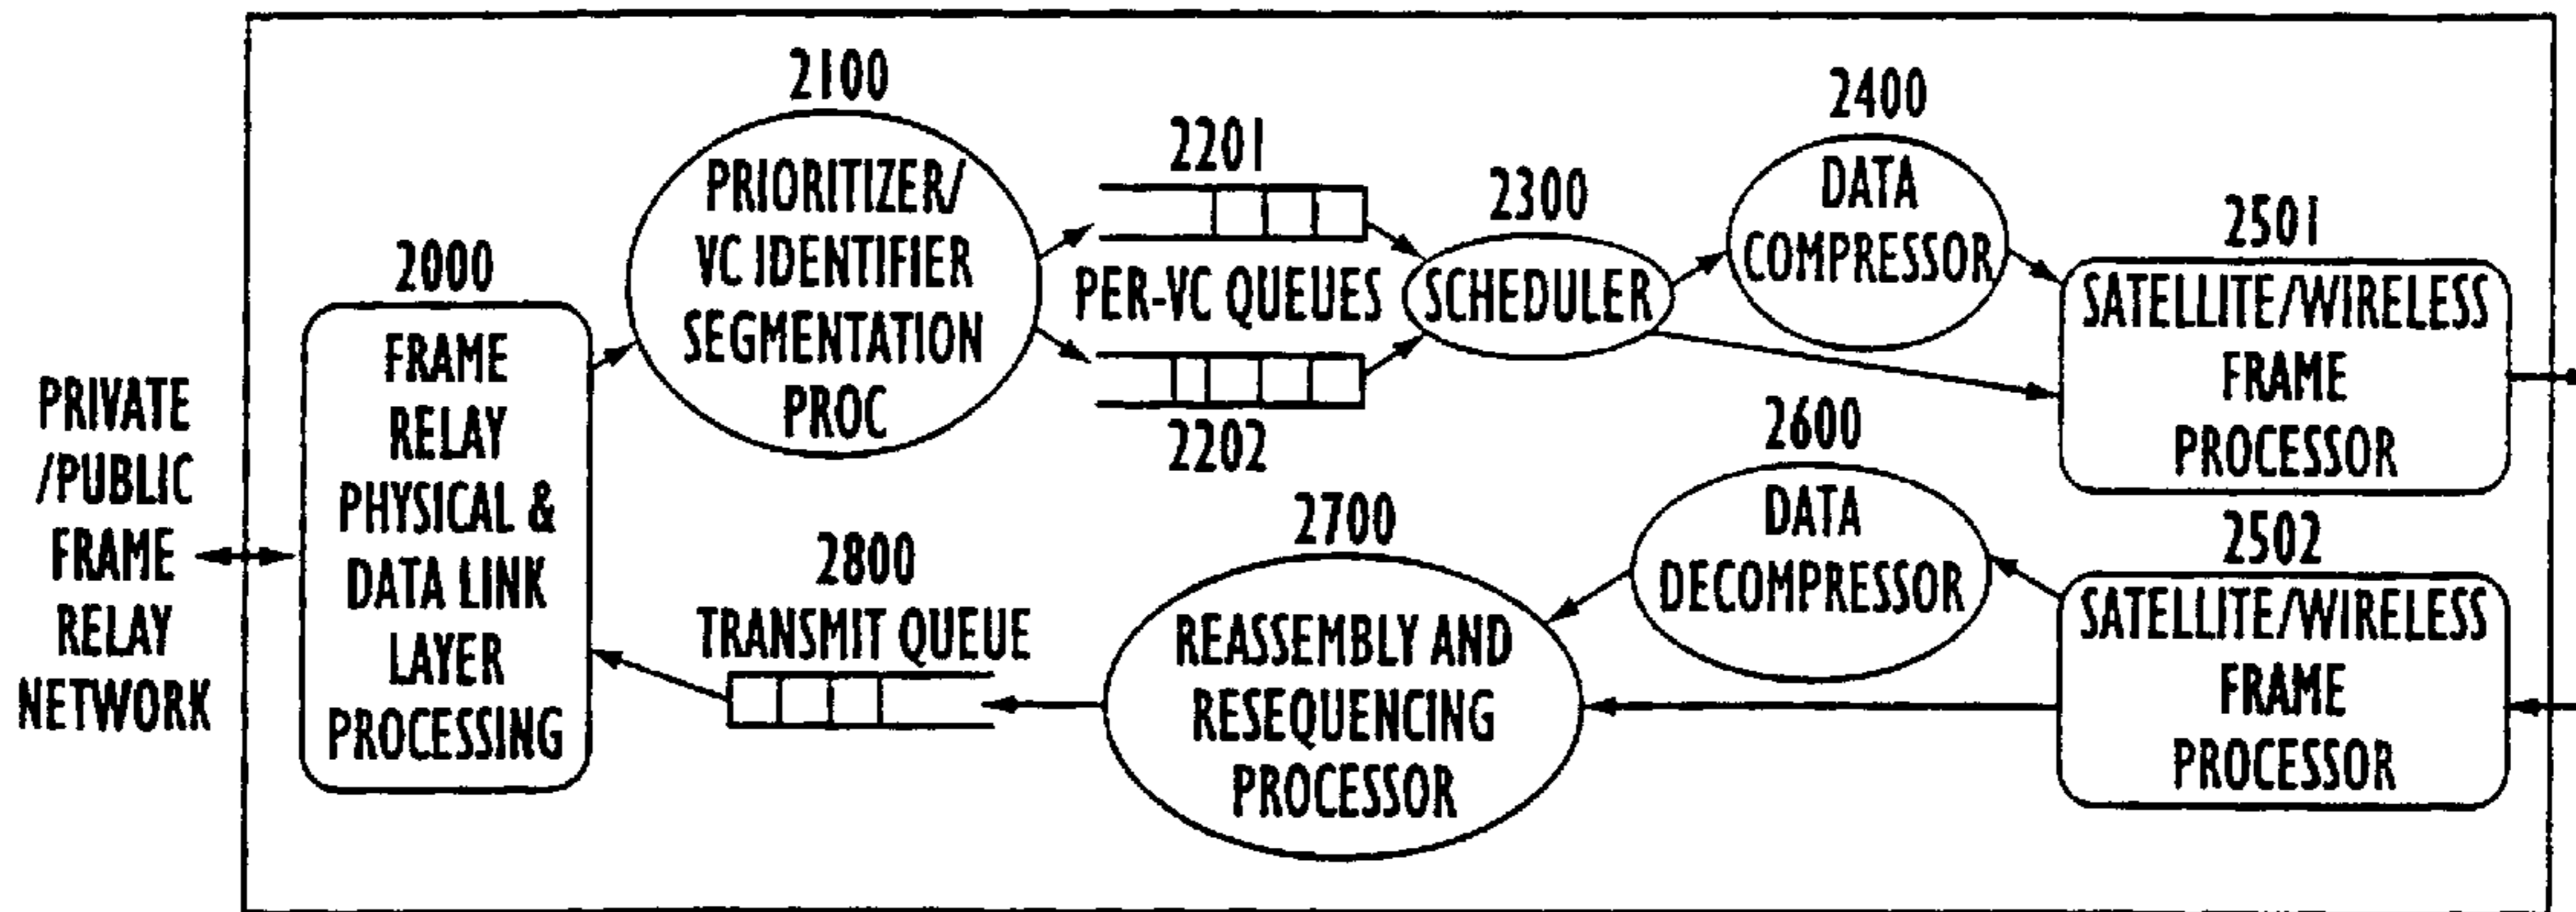 PRIVATE
/PUBLIC
FRAME
RELAY
NETWORK
2000
FRAME
RELAY
PHYSICAL &
DATA LINK
LAYER
PROCESSING
2100
PRIORITIZER/
VC IDENTIFIER
SEGMENTATION
PROC
2201
PER-VC QUEUES
2202
2300
SCHEDULER
2400
DATA
COMPRESSOR
2501
SATELLITE/WIRELESS
FRAME
PROCESSOR
2502
SATELLITE/WIRELESS
FRAME
PROCESSOR
2600
DATA
DECOMPRESSOR
2700
REASSEMBLY AND
RESEQUENCING
PROCESSOR
2800
TRANSMIT QUEUE